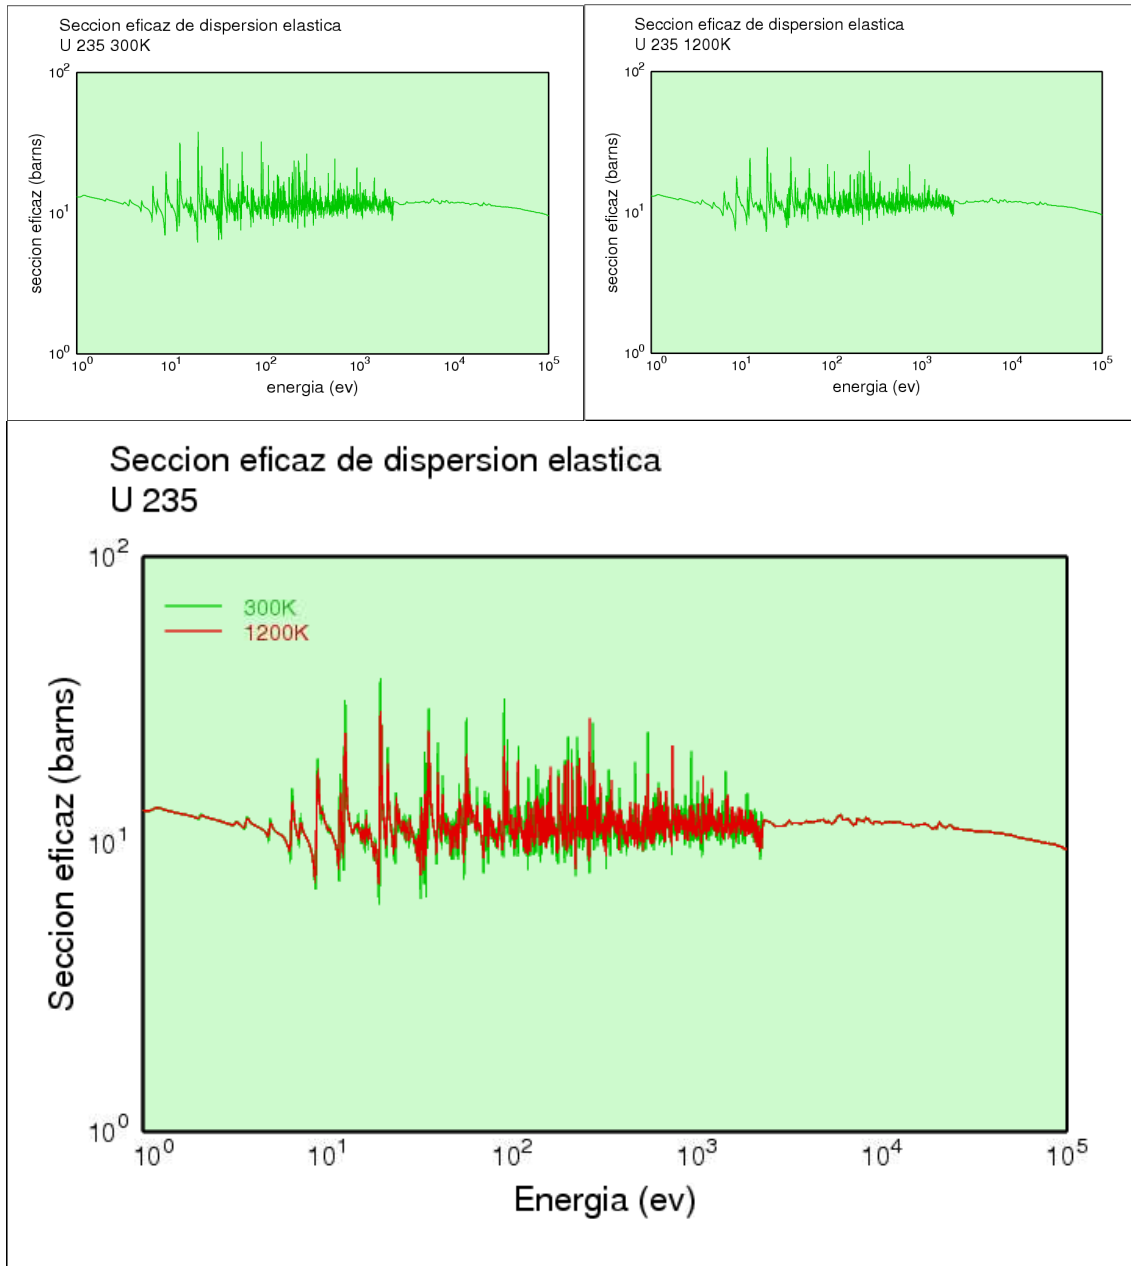 Seccion eficaz de dispersion elastica
U 235 300K
10^2
10^1
10^0
seccion eficaz (barns)
10^0 10^1 10^2 10^3 10^4 10^5
energia (ev)
Seccion eficaz de dispersion elastica
U 235 1200K
10^2
10^1
10^0
seccion eficaz (barns)
10^0 10^1 10^2 10^3 10^4 10^5
energia (ev)
Seccion eficaz de dispersion elastica
U 235
10^2
300K
1200K
10^1
10^0
Seccion eficaz (barns)
10^0 10^1 10^2 10^3 10^4 10^5
Energia (ev)